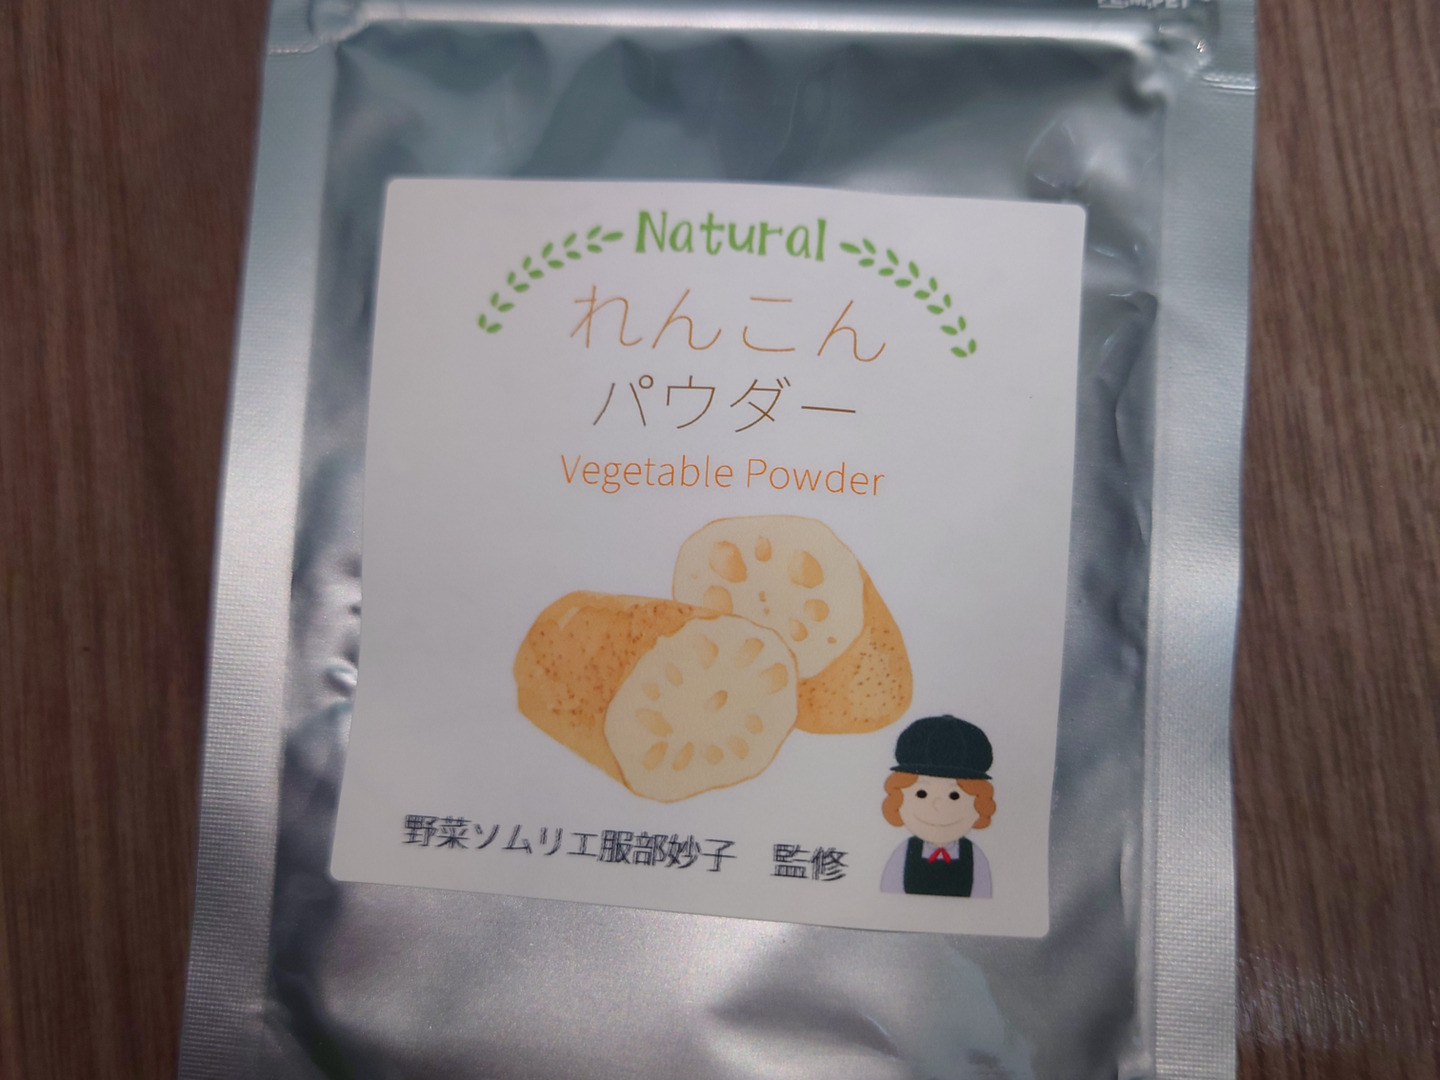 Natural
れんこん
パウダー
Vegetable Powder
野菜ソムリエ服部妙子 監修